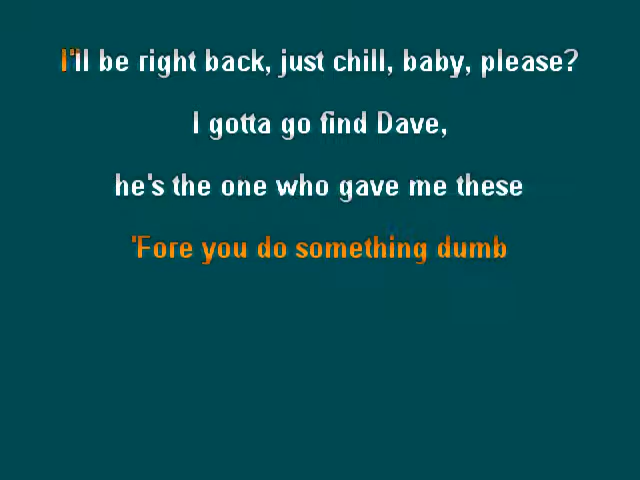 I'll be right back, just chill, baby, please?
I gotta go find Dave,
he's the one who gave me these
'Fore you do something dumb